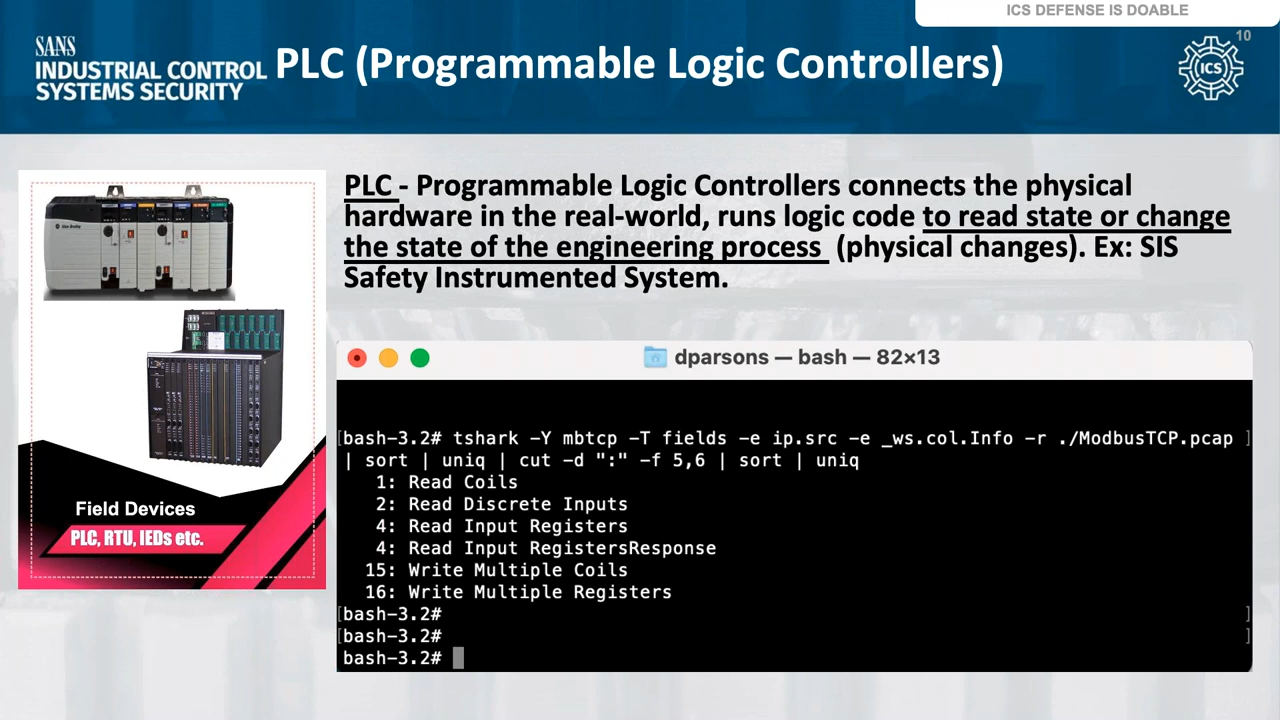 ICS DEFENSE IS DOABLE
10
SANS
INDUSTRIAL CONTROL
SYSTEMS SECURITY
PLC (Programmable Logic Controllers)
ICS
PLC - Programmable Logic Controllers connects the physical
hardware in the real-world, runs logic code to read state or change
the state of the engineering process (physical changes). Ex: SIS
Safety Instrumented System.
Field Devices
PLC, RTU, IEDs etc.
dparsons — bash — 82×13
[bash-3.2# tshark -Y mbtcp -T fields -e ip.src -e _ws.col.Info -r ./ModbusTCP.pcap ]
| sort | uniq | cut -d ":" -f 5,6 | sort | uniq
1: Read Coils
2: Read Discrete Inputs
4: Read Input Registers
4: Read Input RegistersResponse
15: Write Multiple Coils
16: Write Multiple Registers
[bash-3.2# ]
[bash-3.2# ]
bash-3.2#